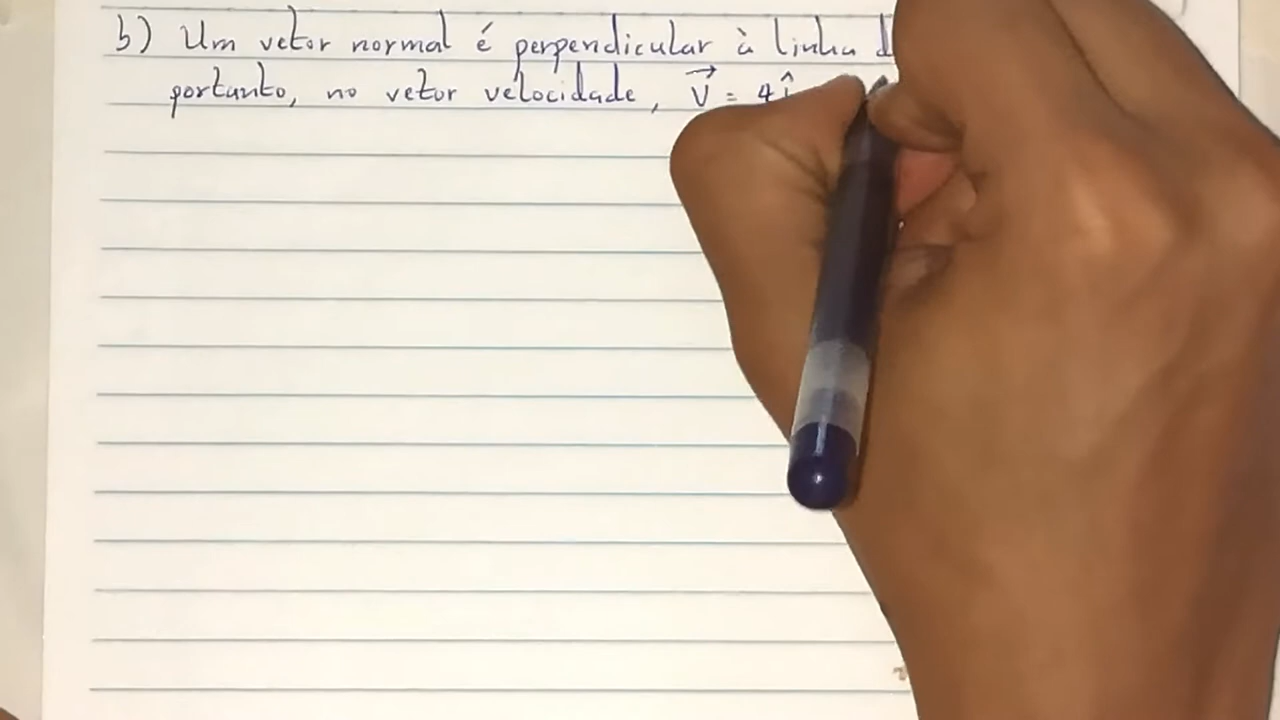 b) Um vetor normal é perpendicular à linha
portanto, no vetor velocidade, V⃗ = 4î